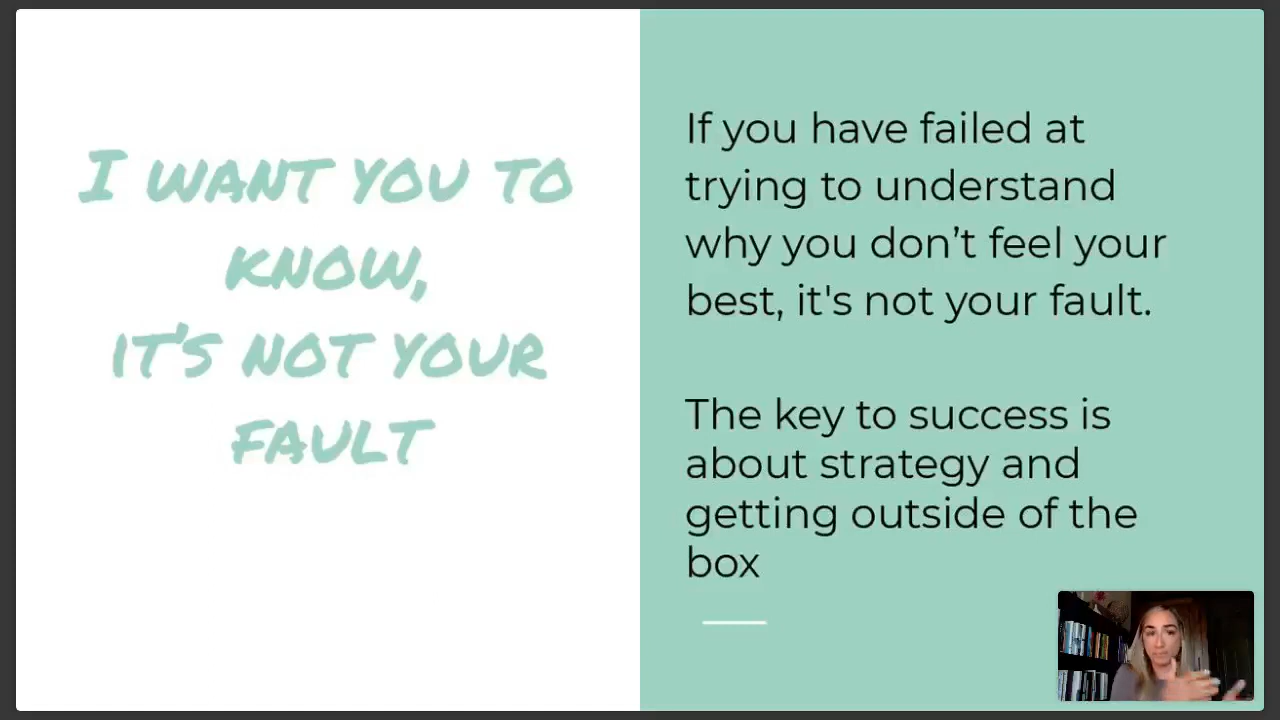 I WANT YOU TO
KNOW,
IT'S NOT YOUR
FAULT
If you have failed at
trying to understand
why you don’t feel your
best, it's not your fault.
The key to success is
about strategy and
getting outside of the
box